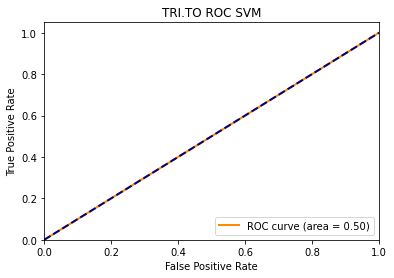 TRI.TO ROC SVM
True Positive Rate
1.0
0.8
0.6
0.4
0.2
0.0
ROC curve (area = 0.50)
0.0 0.2 0.4 0.6 0.8 1.0
False Positive Rate